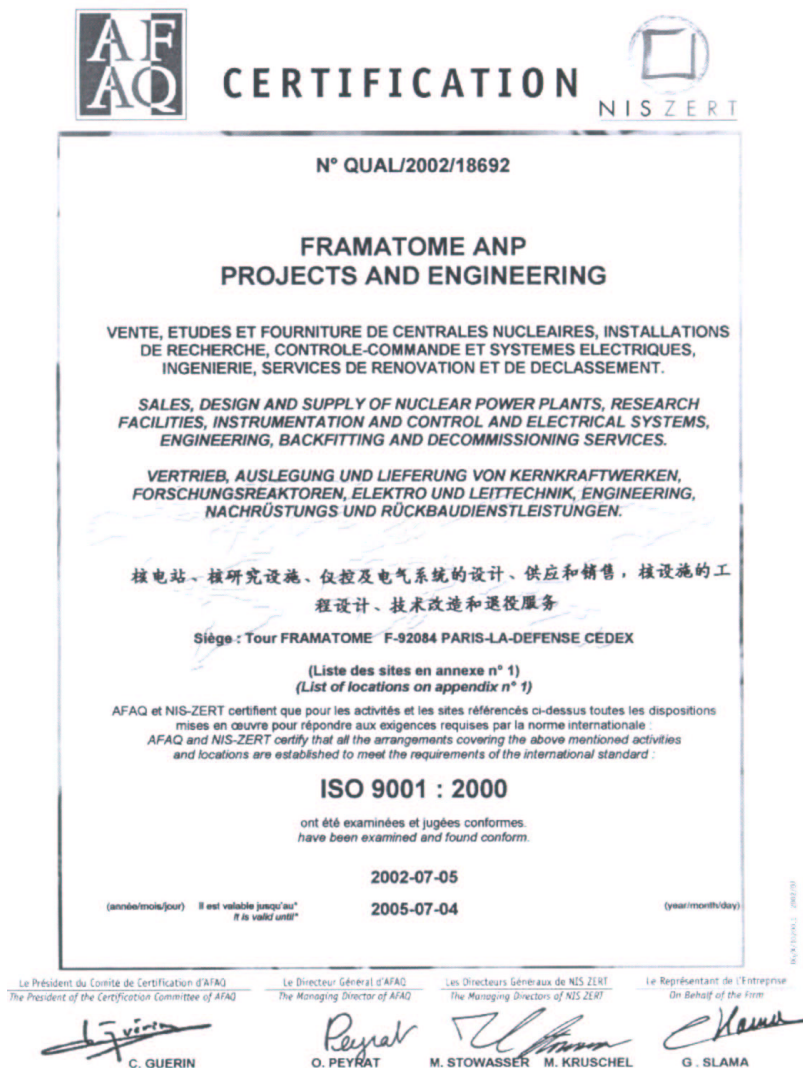 AF
AQ
CERTIFICATION
NISZERT
N° QUAL/2002/18692
FRAMATOME ANP
PROJECTS AND ENGINEERING
VENTE, ETUDES ET FOURNITURE DE CENTRALES NUCLEAIRES, INSTALLATIONS
DE RECHERCHE, CONTROLE-COMMANDE ET SYSTEMES ELECTRIQUES,
INGENIERIE, SERVICES DE RENOVATION ET DE DECLASSEMENT.
SALES, DESIGN AND SUPPLY OF NUCLEAR POWER PLANTS, RESEARCH
FACILITIES, INSTRUMENTATION AND CONTROL AND ELECTRICAL SYSTEMS,
ENGINEERING, BACKFITTING AND DECOMMISSIONING SERVICES.
VERTRIEB, AUSLEGUNG UND LIEFERUNG VON KERNKRAFTWERKEN,
FORSCHUNGSREAKTOREN, ELEKTRO UND LEITTECHNIK, ENGINEERING,
NACHRÜSTUNGS UND RÜCKBAUDIENSTLEISTUNGEN.
核电站、核研究设施、仪控及电气系统的设计、供应和销售，核设施的工
程设计、技术改造和退役服务
Siège : Tour FRAMATOME F-92084 PARIS-LA-DEFENSE CEDEX
(Liste des sites en annexe n° 1)
(List of locations on appendix n° 1)
AFAQ et NIS-ZERT certifient que pour les activités et les sites référencés ci-dessus toutes les dispositions
mises en œuvre pour répondre aux exigences requises par la norme internationale :
AFAQ and NIS-ZERT certify that all the arrangements covering the above mentioned activities
and locations are established to meet the requirements of the international standard :
ISO 9001 : 2000
ont été examinées et jugées conformes.
have been examined and found conform.
2002-07-05
(année/mois/jour) Il est valable jusqu'au* 2005-07-04 (year/month/day)
It is valid until*
Le Président du Comité de Certification d'AFAQ Le Directeur Général d'AFAQ Les Directeurs Généraux de NIS ZERT Le Représentant de l'Entreprise
The President of the Certification Committee of AFAQ The Managing Director of AFAQ The Managing Directors of NIS ZERT On Behalf of the Firm
C. GUERIN O. PEYRAT M. STOWASSER M. KRUSCHEL G. SLAMA